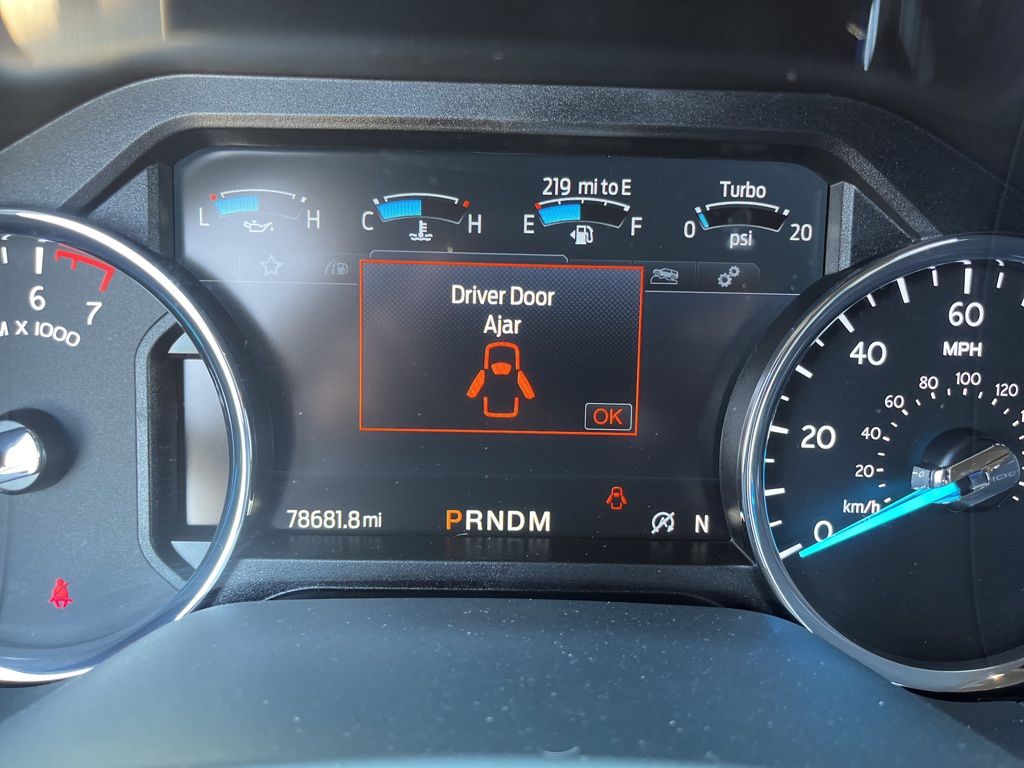 219 mi to E
Turbo
L H
C H
E F
0 20
psi
Driver Door
Ajar
OK
78681.8 mi
PRNDM
N
6
7
M X 1000
60
MPH
40
20
0
120
100
80
60
40
20
km/h